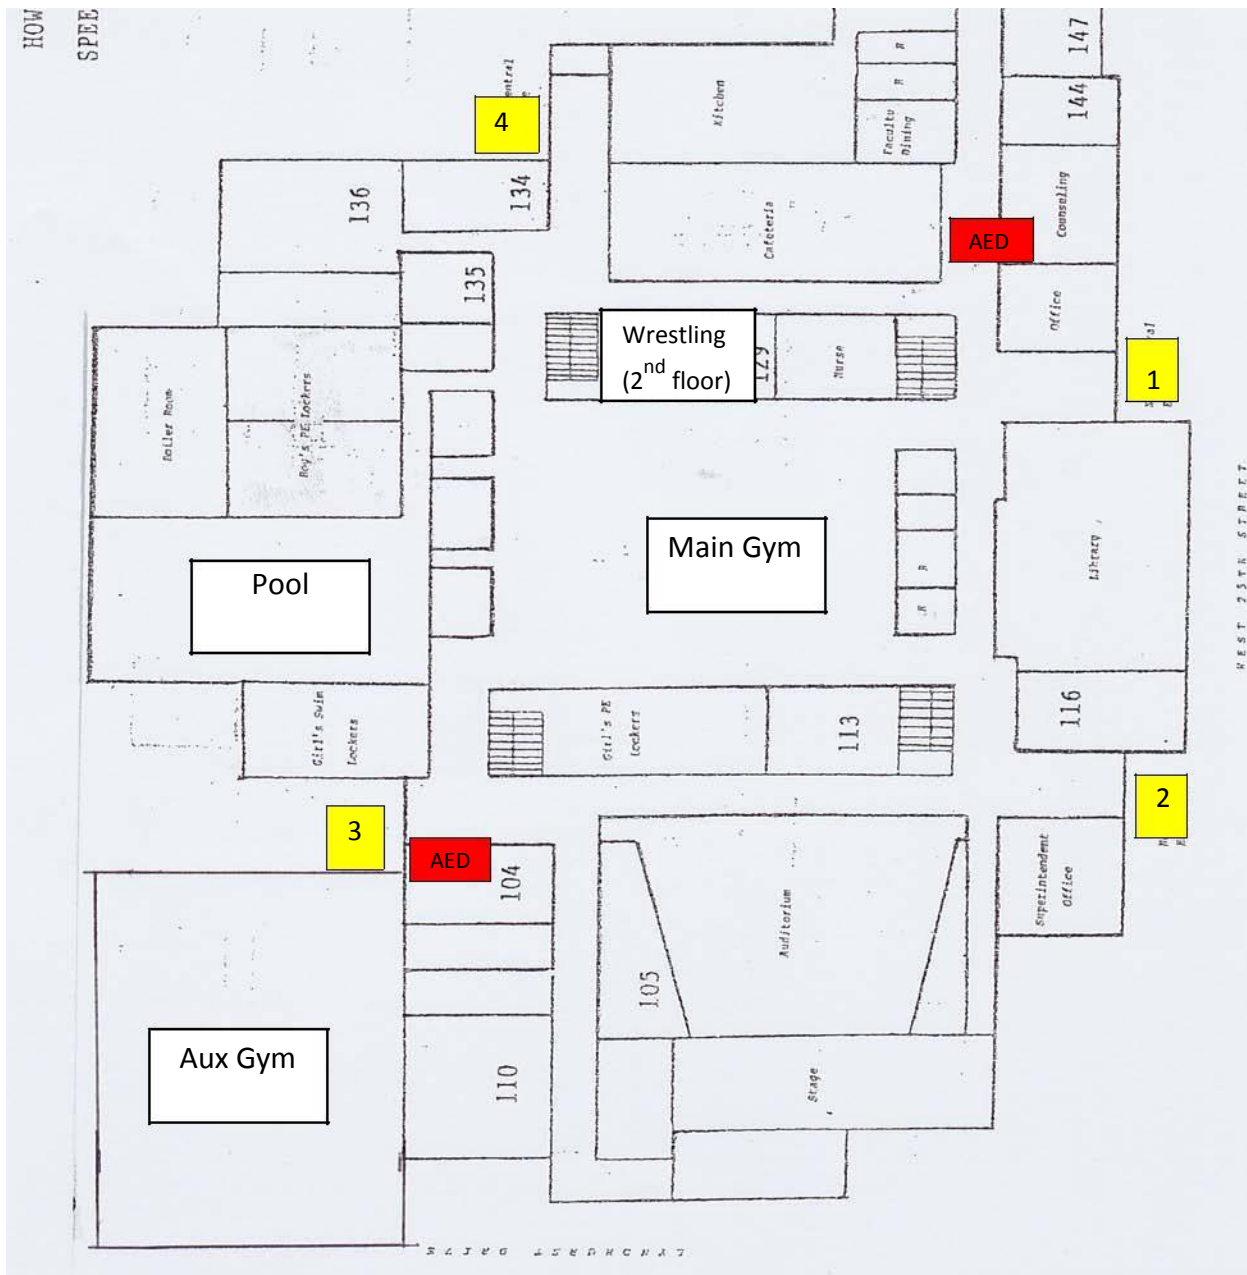 HOW
SPEE
4
136
134
135
Kitchen
R
R
Faculty
Dining
Cafeteria
147
144
Counseling
AED
Office
1
Wrestling
(2nd floor)
129
Nurse
Boiler Room
Boy's PE Lockers
Pool
Main Gym
R
R
Library
WEST 25TH STREET
Girl's Swim
Lockers
Girl's PE
Lockers
113
116
2
3
AED
104
Superintendent
Office
Auditorium
105
Aux Gym
110
Stage